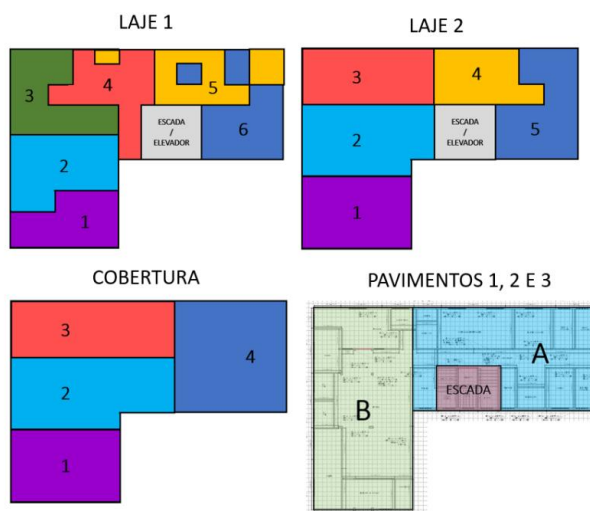 LAJE 1
LAJE 2
3
4
5
ESCADA
/
ELEVADOR
6
2
1
3
4
ESCADA
/
ELEVADOR
2
5
1
COBERTURA
PAVIMENTOS 1, 2 E 3
3
4
2
1
A
ESCADA
B